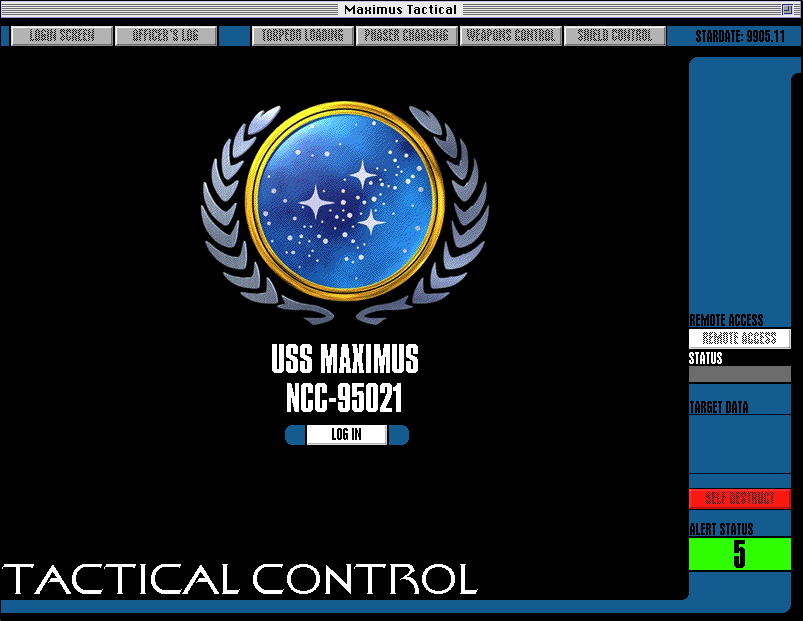 Maximus Tactical
LOGIN SCREEN OFFICER'S LOG TORPEDO LOADING PHASER CHARGING WEAPONS CONTROL SHIELD CONTROL STARDATE: 9905.11
REMOTE ACCESS
REMOTE ACCESS
STATUS
USS MAXIMUS
NCC-95021
TARGET DATA
LOG IN
SELF DESTRUCT
ALERT STATUS
5
TACTICAL CONTROL